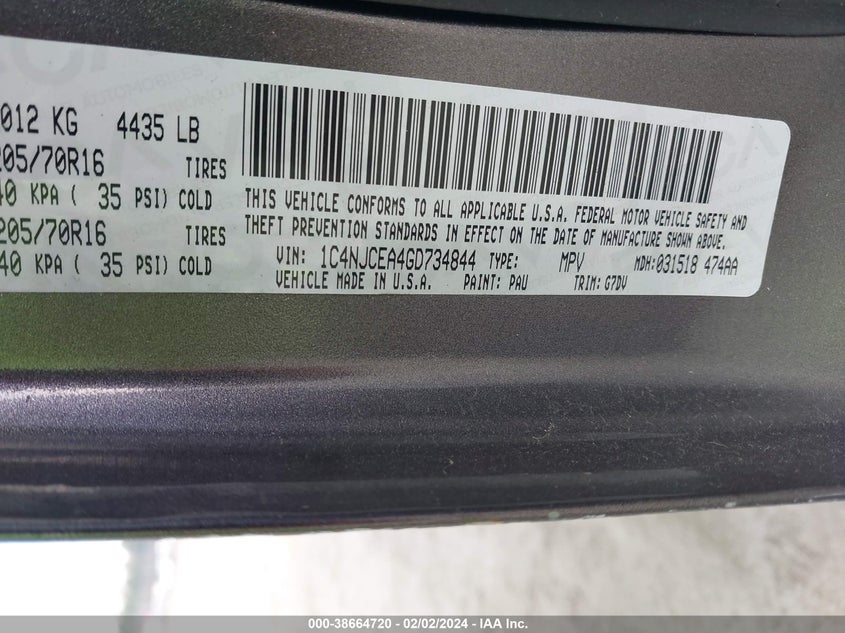 012 KG 4435 LB
205/70R16 TIRES
40 KPA ( 35 PSI) COLD
205/70R16 TIRES
40 KPA ( 35 PSI) COLD
THIS VEHICLE CONFORMS TO ALL APPLICABLE U.S.A. FEDERAL MOTOR VEHICLE SAFETY AND
THEFT PREVENTION STANDARDS IN EFFECT ON THE DATE OF MANUFACTURE SHOWN ABOVE.
VIN: 1C4NJCEA4GD734844 TYPE: MPV MDH:031518 474AA
VEHICLE MADE IN U.S.A. PAINT: PAU TRIM: G7DV
000-38664720 - 02/02/2024 - IAA Inc.